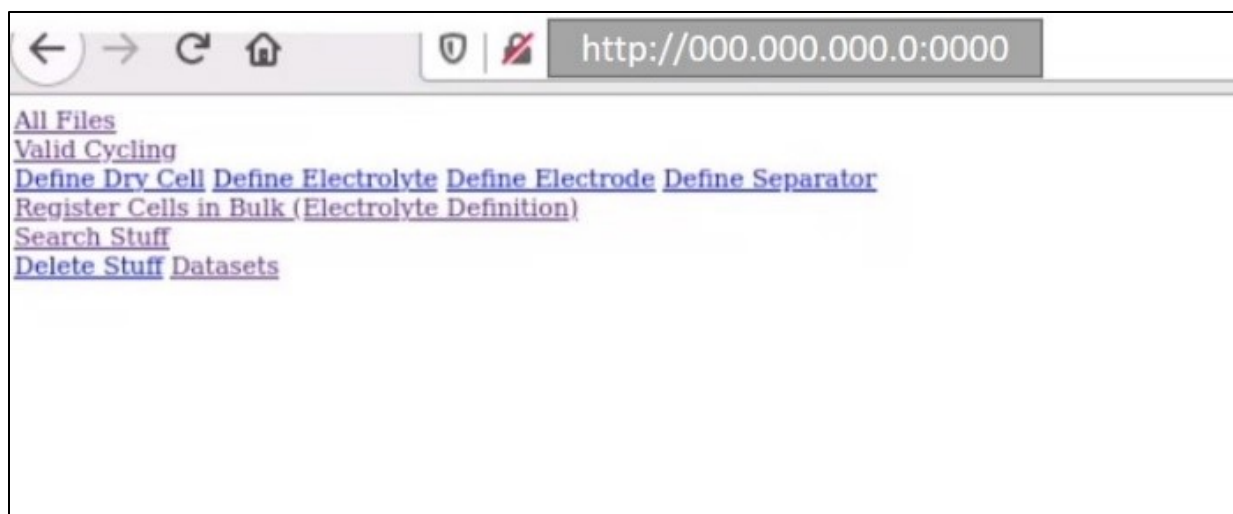 http://000.000.000.0:0000
All Files
Valid Cycling
Define Dry Cell Define Electrolyte Define Electrode Define Separator
Register Cells in Bulk (Electrolyte Definition)
Search Stuff
Delete Stuff Datasets